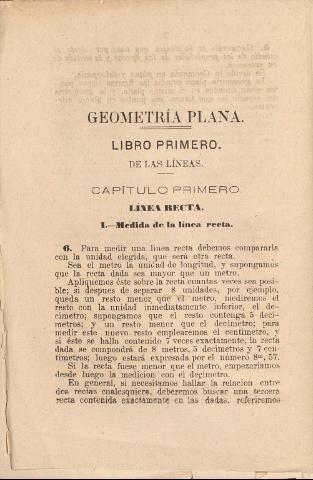 GEOMETRÍA PLANA.
LIBRO PRIMERO.
DE LAS LÍNEAS.
CAPÍTULO PRIMERO.
LÍNEA RECTA.
I.—Medida de la línea recta.
6. Para medir una linea recta debemos compararla
con la unidad elegida, que será otra recta.
Sea el metro la unidad de longitud, y supongamos
que la recta dada sea mayor que un metro.
Apliquemos éste sobre la recta cuantas veces sea posi-
ble; si despues de separar 8 unidades, por ejemplo,
queda un resto menor que el metro, mediremos el
resto con la unidad inmediatamente inferior, el de-
címetro; supongamos que el resto contenga 5 decí-
metros; y un resto menor que el decímetro; para
medir este nuevo resto emplearemos el centímetro, y
si éste se halla contenido 7 veces exactamente, la recta
dada se compondrá de 8 metros, 5 decímetros y 7 cen-
tímetros; luego estará expresada por el número 8m, 57.
Si la recta fuese menor que el metro, empezaríamos
desde luego la medicion con el decímetro.
En general, si necesitamos hallar la relacion entre
dos rectas cualesquiera, deberemos buscar una tercera
recta contenida exactamente en las dadas, referiremos